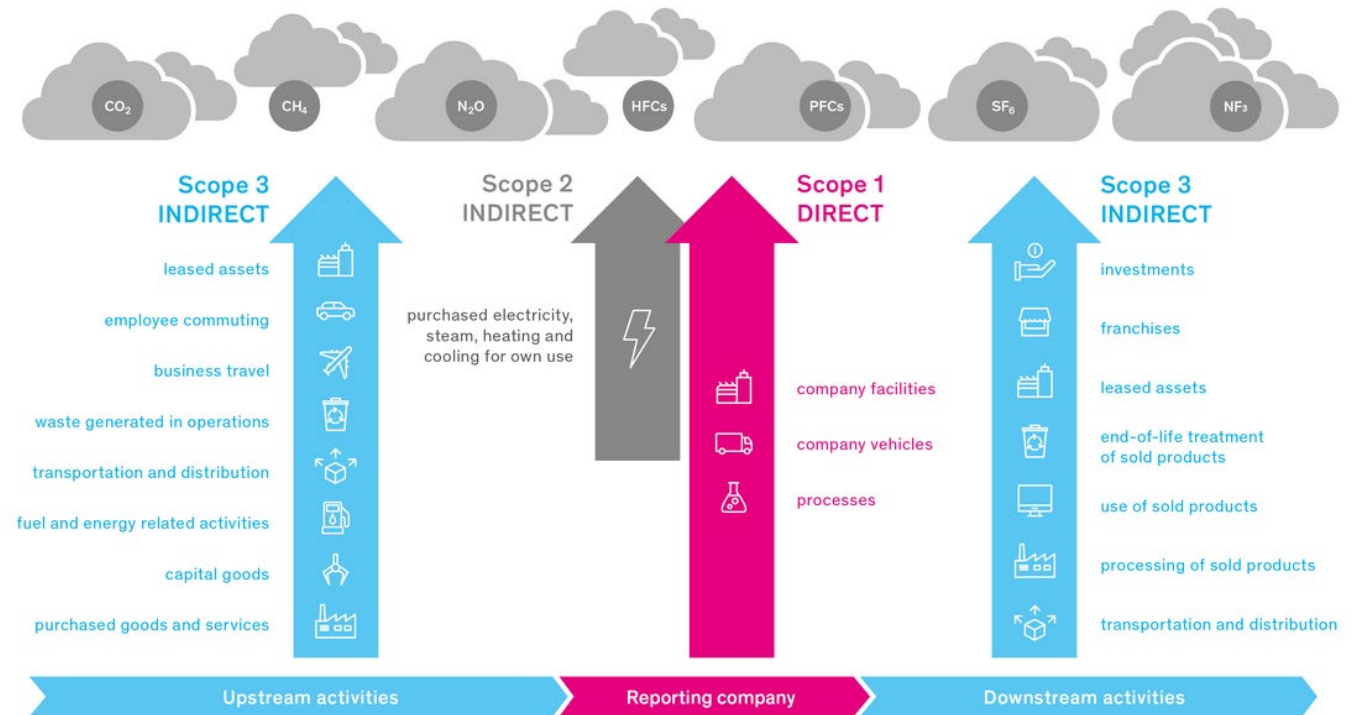 CO₂
CH₄
N₂O
HFCs
PFCs
SF₆
NF₃
Scope 3
INDIRECT
leased assets
employee commuting
business travel
waste generated in operations
transportation and distribution
fuel and energy related activities
capital goods
purchased goods and services
Scope 2
INDIRECT
purchased electricity,
steam, heating and
cooling for own use
Scope 1
DIRECT
company facilities
company vehicles
processes
Scope 3
INDIRECT
investments
franchises
leased assets
end-of-life treatment
of sold products
use of sold products
processing of sold products
transportation and distribution
Upstream activities
Reporting company
Downstream activities